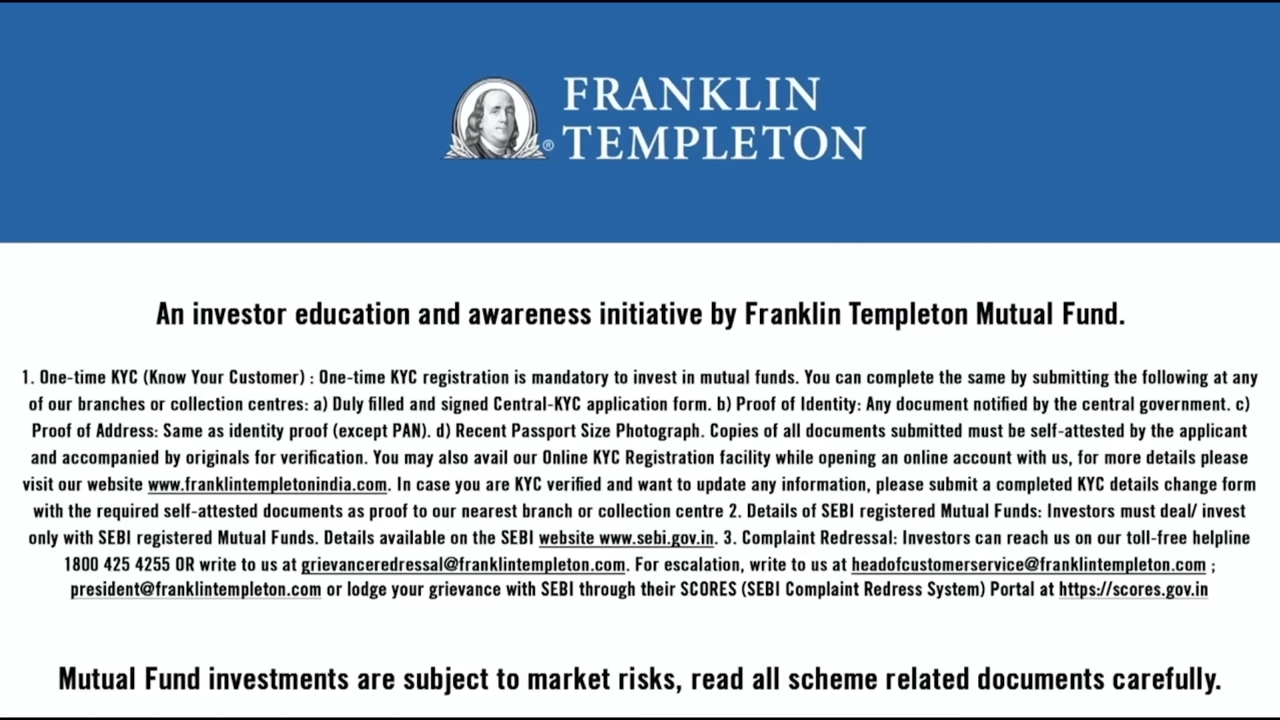 FRANKLIN
TEMPLETON
®
An investor education and awareness initiative by Franklin Templeton Mutual Fund.
1. One-time KYC (Know Your Customer) : One-time KYC registration is mandatory to invest in mutual funds. You can complete the same by submitting the following at any
of our branches or collection centres: a) Duly filled and signed Central-KYC application form. b) Proof of Identity: Any document notified by the central government. c)
Proof of Address: Same as identity proof (except PAN). d) Recent Passport Size Photograph. Copies of all documents submitted must be self-attested by the applicant
and accompanied by originals for verification. You may also avail our Online KYC Registration facility while opening an online account with us, for more details please
visit our website www.franklintempletonindia.com. In case you are KYC verified and want to update any information, please submit a completed KYC details change form
with the required self-attested documents as proof to our nearest branch or collection centre 2. Details of SEBI registered Mutual Funds: Investors must deal/ invest
only with SEBI registered Mutual Funds. Details available on the SEBI website www.sebi.gov.in. 3. Complaint Redressal: Investors can reach us on our toll-free helpline
1800 425 4255 OR write to us at grievanceredressal@franklintempleton.com. For escalation, write to us at headofcustomerservice@franklintempleton.com ;
president@franklintempleton.com or lodge your grievance with SEBI through their SCORES (SEBI Complaint Redress System) Portal at https://scores.gov.in
Mutual Fund investments are subject to market risks, read all scheme related documents carefully.